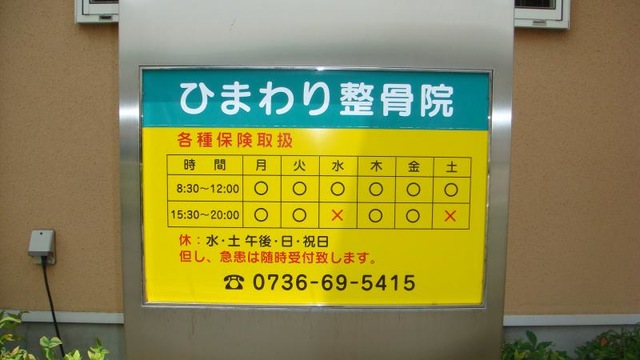 ひまわり整骨院
各種保険取扱
時間 月 火 水 木 金 土
8:30〜12:00 ○ ○ ○ ○ ○ ○
15:30〜20:00 ○ ○ × ○ ○ ×
休:水・土 午後・日・祝日
但し、急患は随時受付致します。
☎ 0736-69-5415